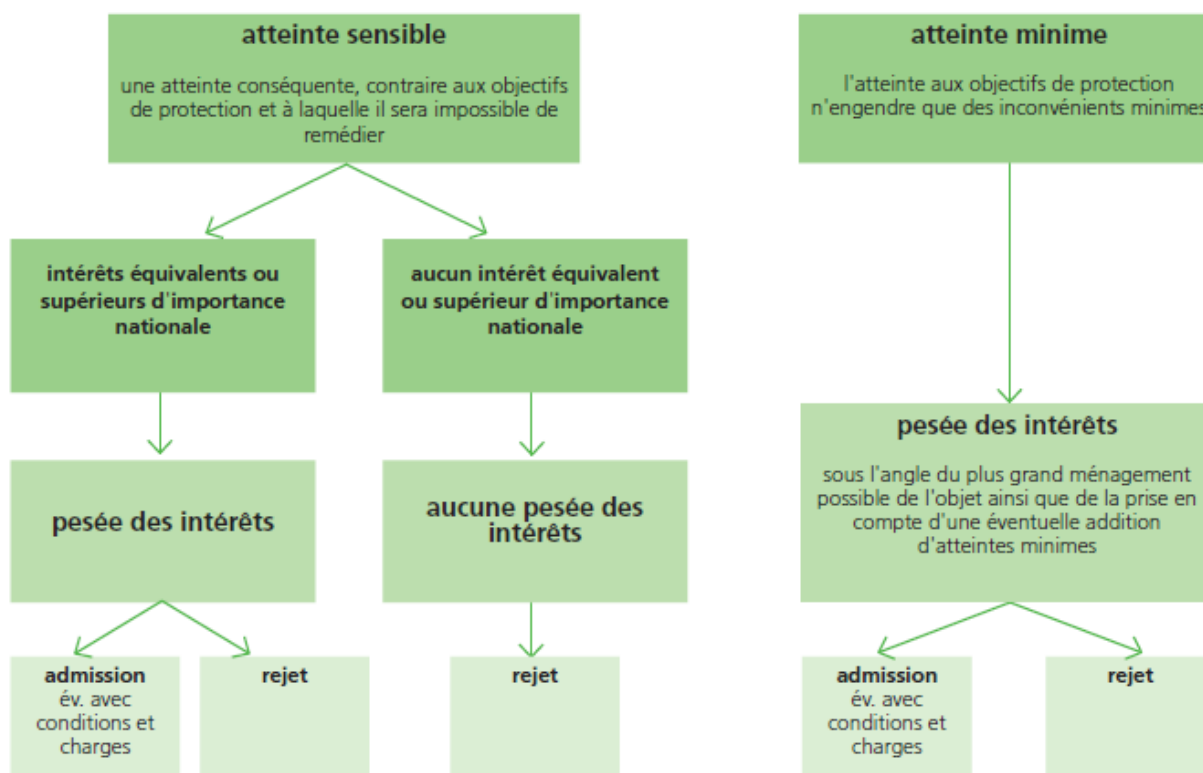 atteinte sensible
une atteinte conséquente, contraire aux objectifs
de protection et à laquelle il sera impossible de
remédier
atteinte minime
l'atteinte aux objectifs de protection
n'engendre que des inconvénients minimes
intérêts équivalents ou
supérieurs d'importance
nationale
aucun intérêt équivalent
ou supérieur d'importance
nationale
pesée des intérêts
aucune pesée des
intérêts
pesée des intérêts
sous l'angle du plus grand ménagement
possible de l'objet ainsi que de la prise en
compte d'une éventuelle addition
d'atteintes minimes
admission
év. avec
conditions et
charges
rejet
rejet
admission
év. avec
conditions et
charges
rejet